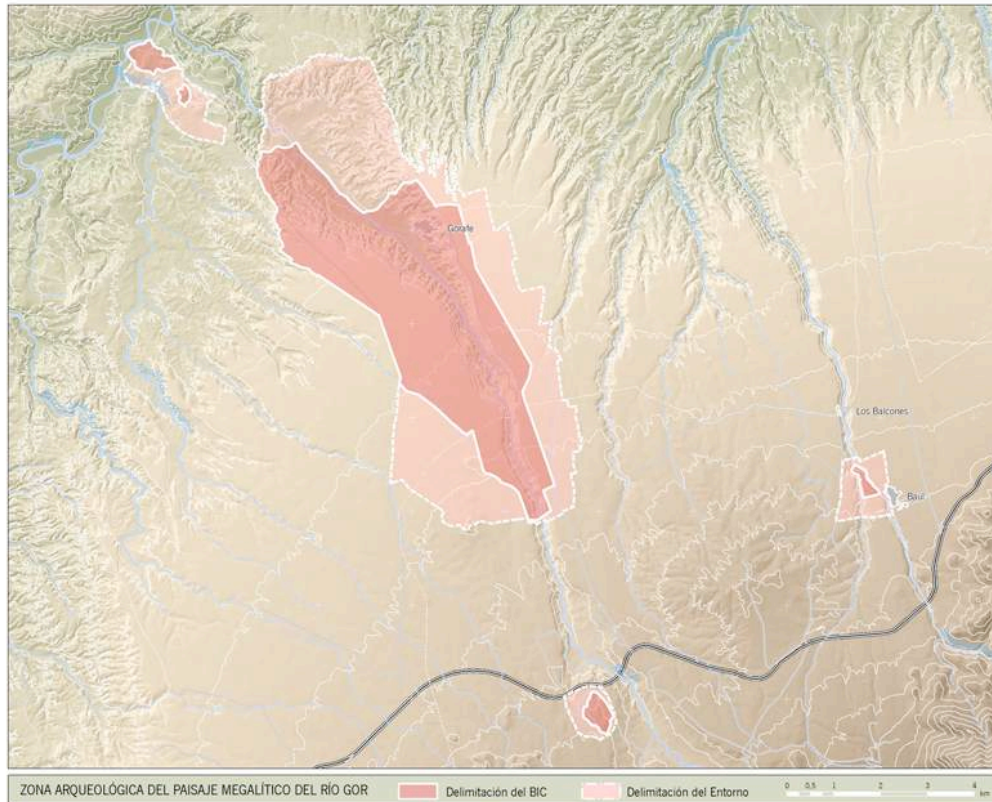 Gorafe
Los Balcones
Baúl
ZONA ARQUEOLÓGICA DEL PAISAJE MEGALÍTICO DEL RÍO GOR
Delimitación del BIC
Delimitación del Entorno
0 0,5 1 2 3 4
km